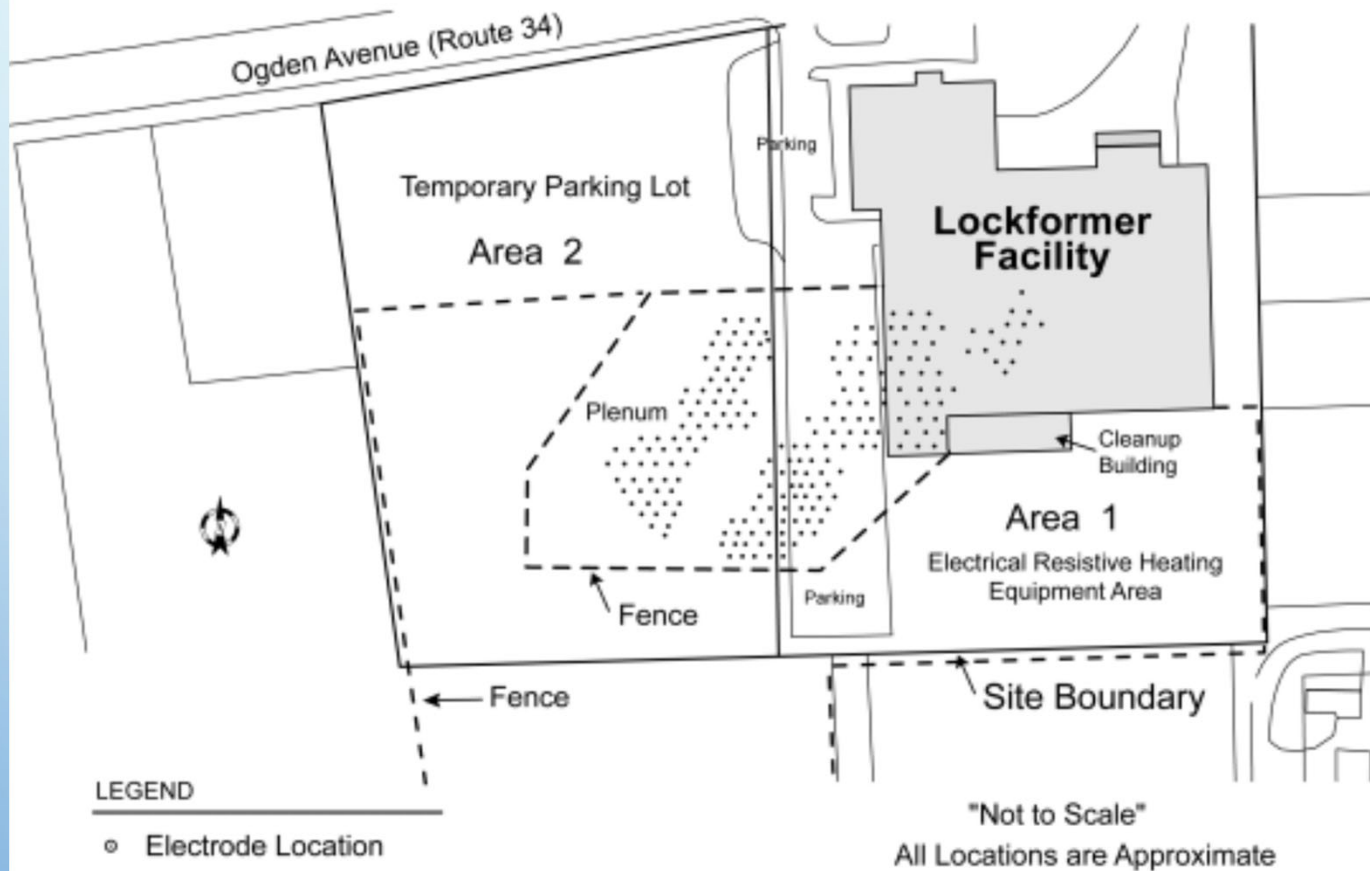 Ogden Avenue (Route 34)
Parking
Temporary Parking Lot
Area 2
Lockformer
Facility
Plenum
Cleanup
Building
Area 1
Electrical Resistive Heating
Equipment Area
Parking
Fence
Fence
Site Boundary
LEGEND
Electrode Location
"Not to Scale"
All Locations are Approximate